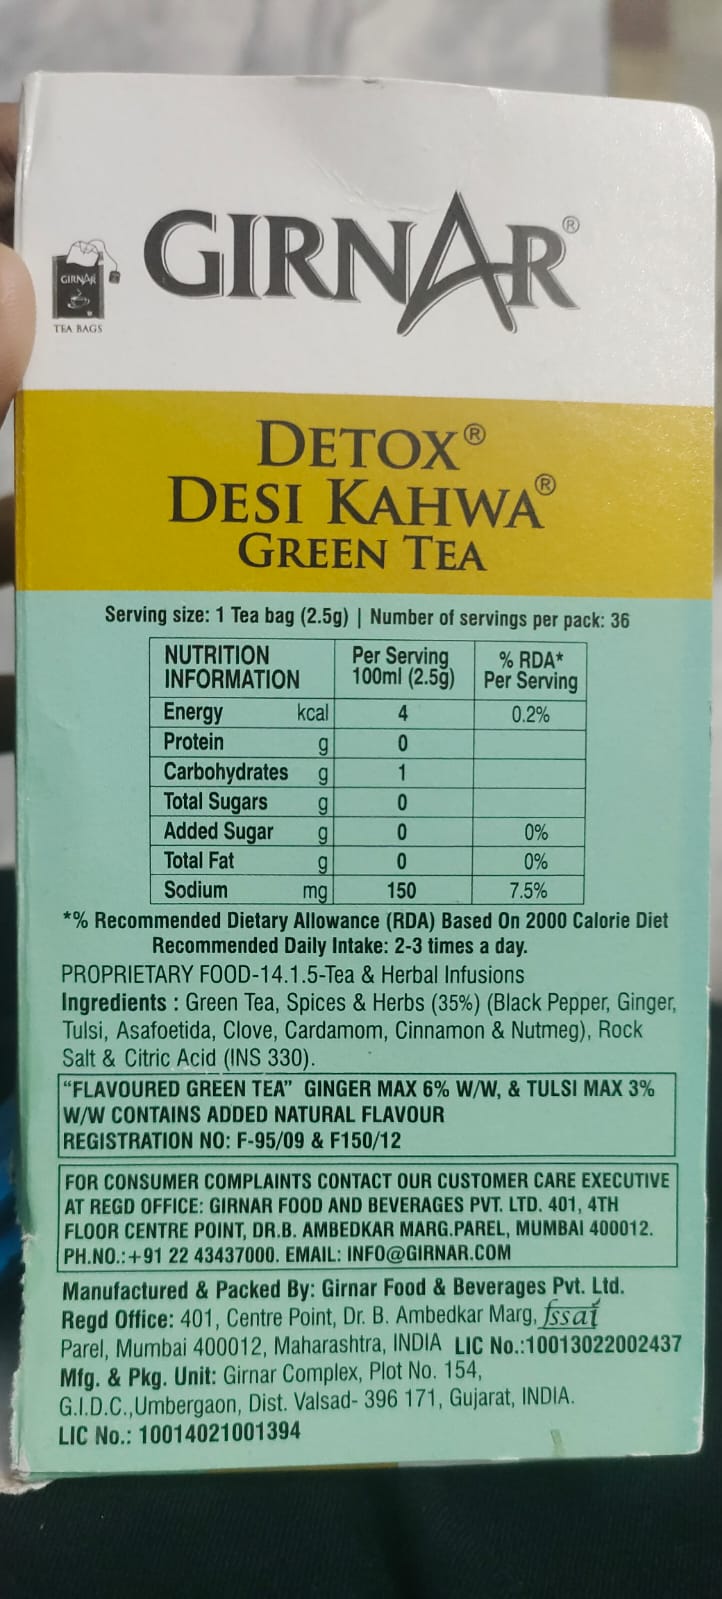 GIRNAR®
GIRNAR
TEA BAGS
DETOX®
DESI KAHWA®
GREEN TEA
Serving size: 1 Tea bag (2.5g) | Number of servings per pack: 36
NUTRITION INFORMATION Per Serving 100ml (2.5g) % RDA* Per Serving
Energy kcal 4 0.2%
Protein g 0
Carbohydrates g 1
Total Sugars g 0
Added Sugar g 0 0%
Total Fat g 0 0%
Sodium mg 150 7.5%
*% Recommended Dietary Allowance (RDA) Based On 2000 Calorie Diet
Recommended Daily Intake: 2-3 times a day.
PROPRIETARY FOOD-14.1.5-Tea & Herbal Infusions
Ingredients : Green Tea, Spices & Herbs (35%) (Black Pepper, Ginger,
Tulsi, Asafoetida, Clove, Cardamom, Cinnamon & Nutmeg), Rock
Salt & Citric Acid (INS 330).
“FLAVOURED GREEN TEA” GINGER MAX 6% W/W, & TULSI MAX 3%
W/W CONTAINS ADDED NATURAL FLAVOUR
REGISTRATION NO: F-95/09 & F150/12
FOR CONSUMER COMPLAINTS CONTACT OUR CUSTOMER CARE EXECUTIVE
AT REGD OFFICE: GIRNAR FOOD AND BEVERAGES PVT. LTD. 401, 4TH
FLOOR CENTRE POINT, DR.B. AMBEDKAR MARG.PAREL, MUMBAI 400012.
PH.NO.:+91 22 43437000. EMAIL: INFO@GIRNAR.COM
Manufactured & Packed By: Girnar Food & Beverages Pvt. Ltd.
Regd Office: 401, Centre Point, Dr. B. Ambedkar Marg, fssai
Parel, Mumbai 400012, Maharashtra, INDIA LIC No.:10013022002437
Mfg. & Pkg. Unit: Girnar Complex, Plot No. 154,
G.I.D.C.,Umbergaon, Dist. Valsad- 396 171, Gujarat, INDIA.
LIC No.: 10014021001394